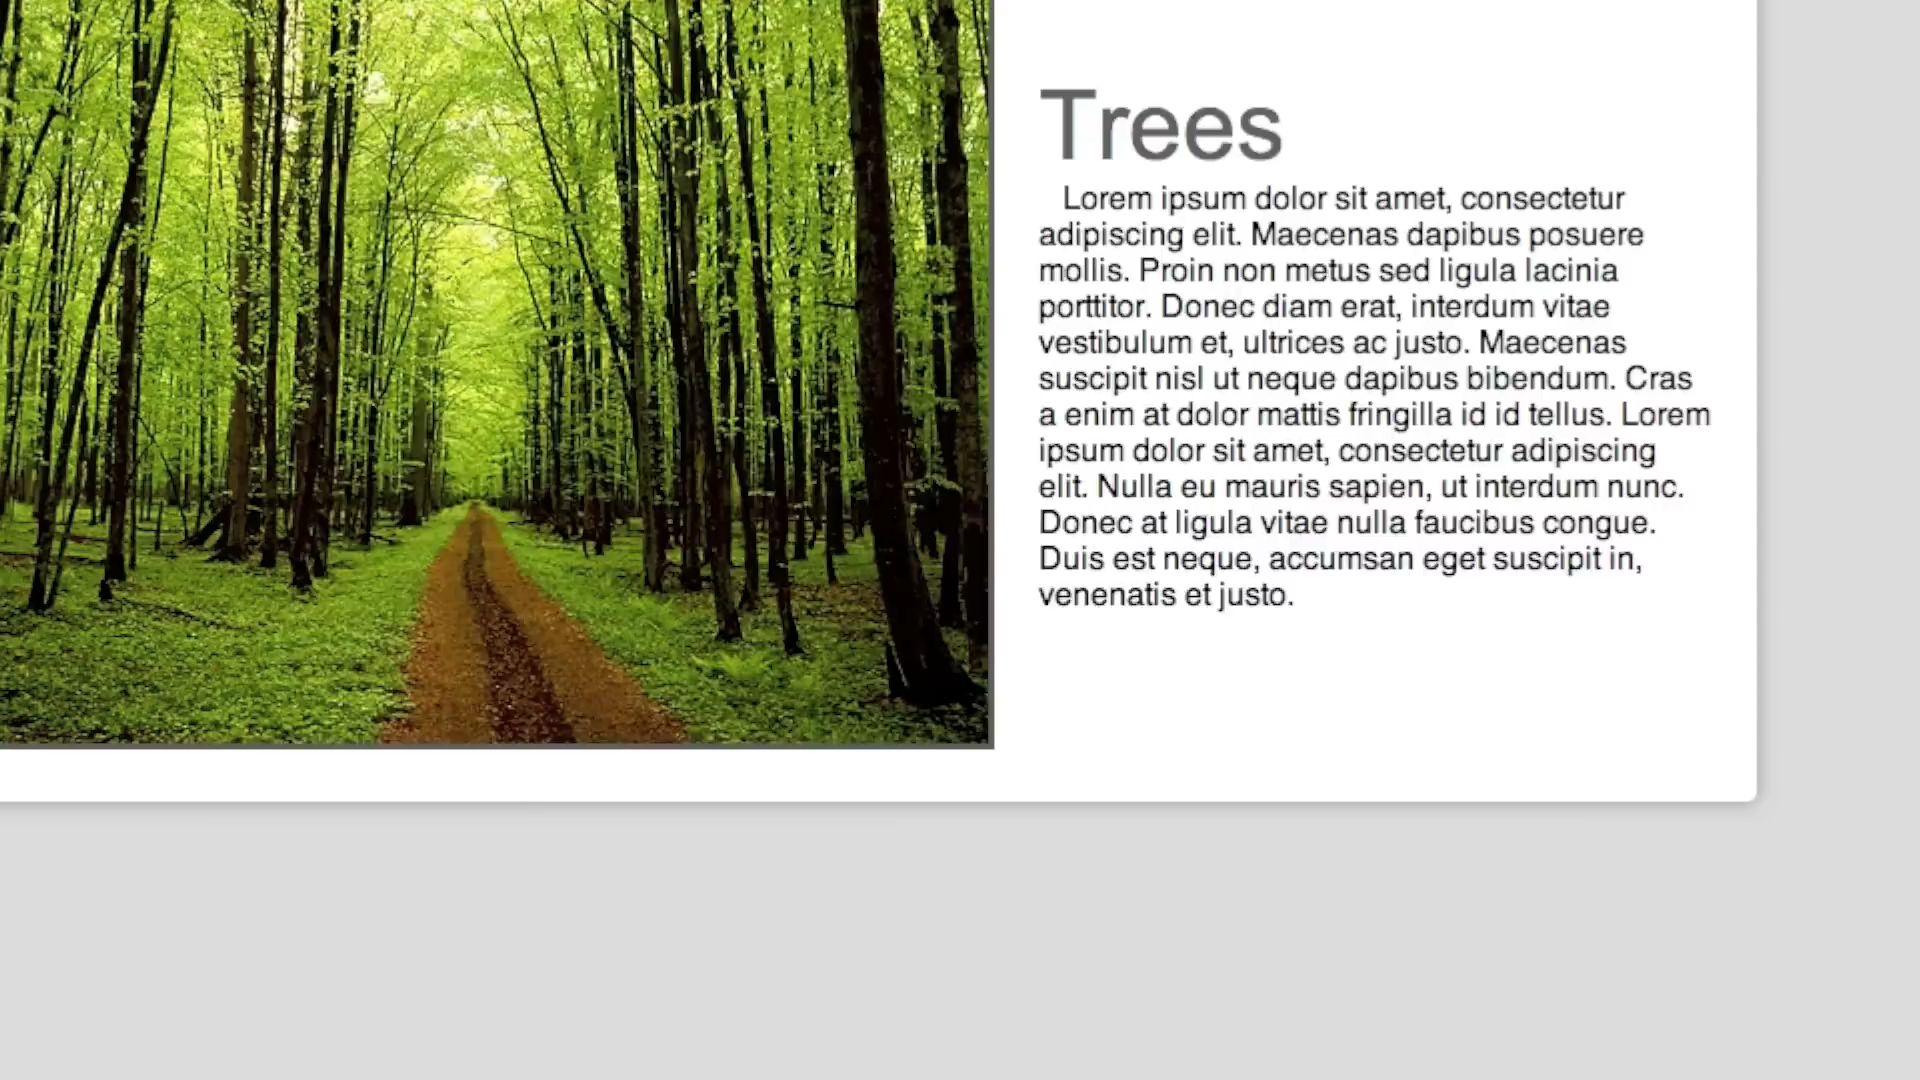 Trees
Lorem ipsum dolor sit amet, consectetur
adipiscing elit. Maecenas dapibus posuere
mollis. Proin non metus sed ligula lacinia
porttitor. Donec diam erat, interdum vitae
vestibulum et, ultrices ac justo. Maecenas
suscipit nisl ut neque dapibus bibendum. Cras
a enim at dolor mattis fringilla id id tellus. Lorem
ipsum dolor sit amet, consectetur adipiscing
elit. Nulla eu mauris sapien, ut interdum nunc.
Donec at ligula vitae nulla faucibus congue.
Duis est neque, accumsan eget suscipit in,
venenatis et justo.